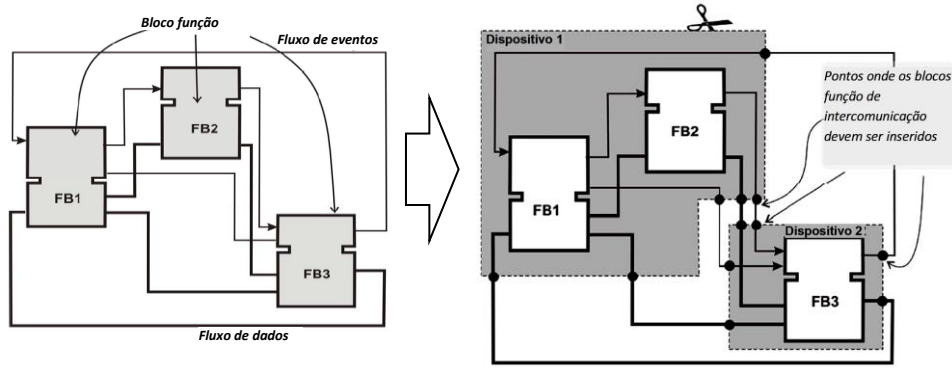 Bloco função
Fluxo de eventos
FB2
FB1
FB3
Fluxo de dados
Dispositivo 1
FB2
FB1
Pontos onde os blocos
função de
intercomunicação
devem ser inseridos
Dispositivo 2
FB3